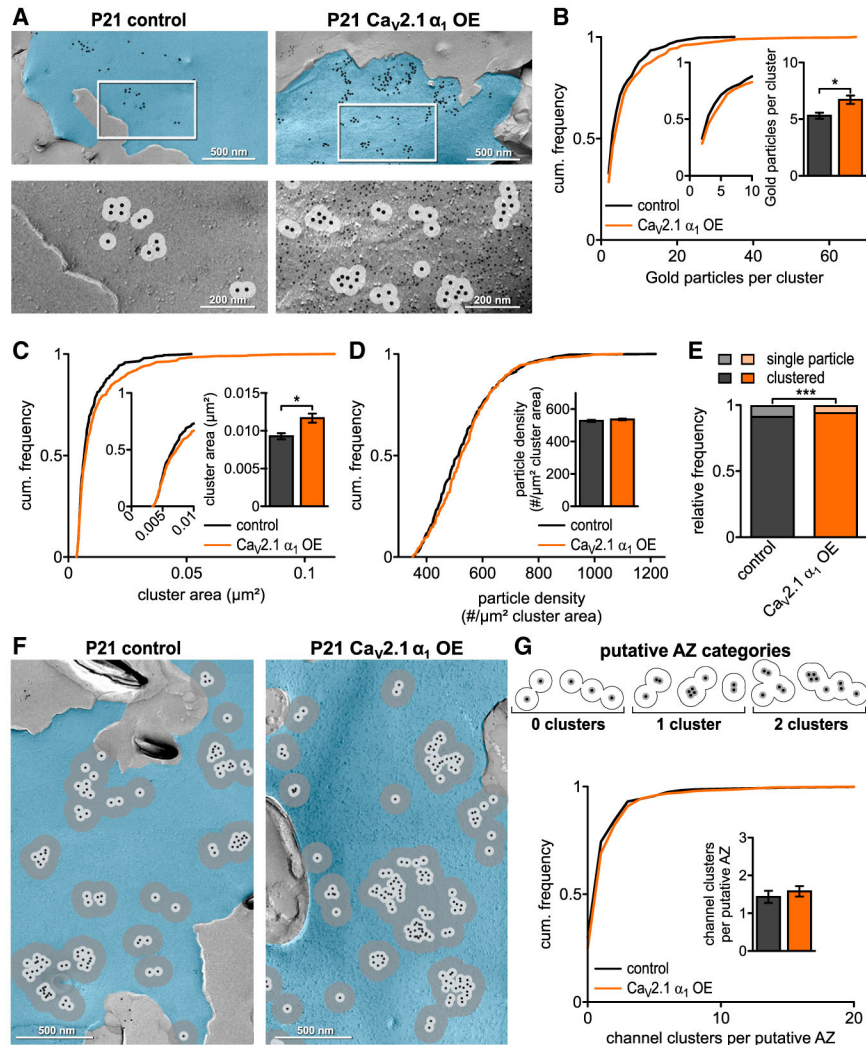 A
P21 control
P21 CaV2.1 α1 OE
500 nm
500 nm
200 nm
200 nm
B
cum. frequency
1
0.5
0
0
20
40
60
Gold particles per cluster
control
CaV2.1 α1 OE
1
0.5
0
0
5
10
Gold particles per cluster
10
5
0
*
C
cum. frequency
1
0.5
0
0
0.05
0.1
cluster area (µm²)
control
CaV2.1 α1 OE
1
0.5
0
0
0.005
0.01
cluster area (µm²)
0.015
0.010
0.005
0.000
*
D
cum. frequency
1
0.5
0
400
600
800
1000
1200
particle density
(#/µm² cluster area)
control
CaV2.1 α1 OE
particle density
(#/µm² cluster area)
600
400
200
0
E
single particle
clustered
***
relative frequency
1
0.5
0
control
CaV2.1 α1 OE
F
P21 control
P21 CaV2.1 α1 OE
500 nm
500 nm
G
putative AZ categories
0 clusters
1 cluster
2 clusters
cum. frequency
1
0.5
0
0
10
20
channel clusters per putative AZ
control
CaV2.1 α1 OE
channel clusters
per putative AZ
3
2
1
0